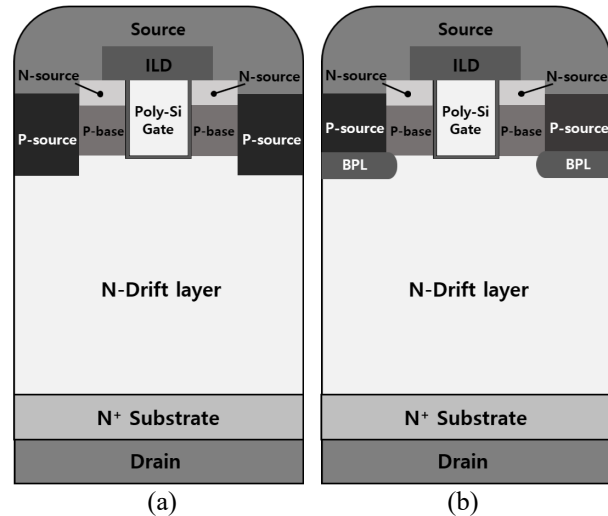 Source
ILD
N-source
N-source
Poly-Si
Gate
P-base
P-base
P-source
P-source
N-Drift layer
N⁺ Substrate
Drain
(a)
Source
ILD
N-source
N-source
Poly-Si
Gate
P-base
P-base
P-source
P-source
BPL
BPL
N-Drift layer
N⁺ Substrate
Drain
(b)